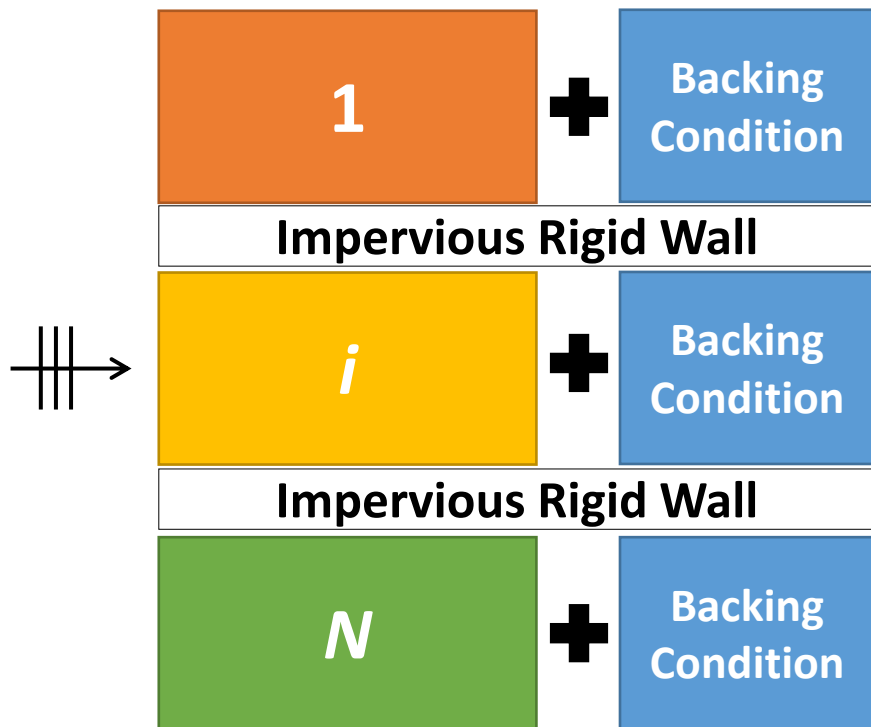 1
Backing
Condition
Impervious Rigid Wall
i
Backing
Condition
Impervious Rigid Wall
N
Backing
Condition